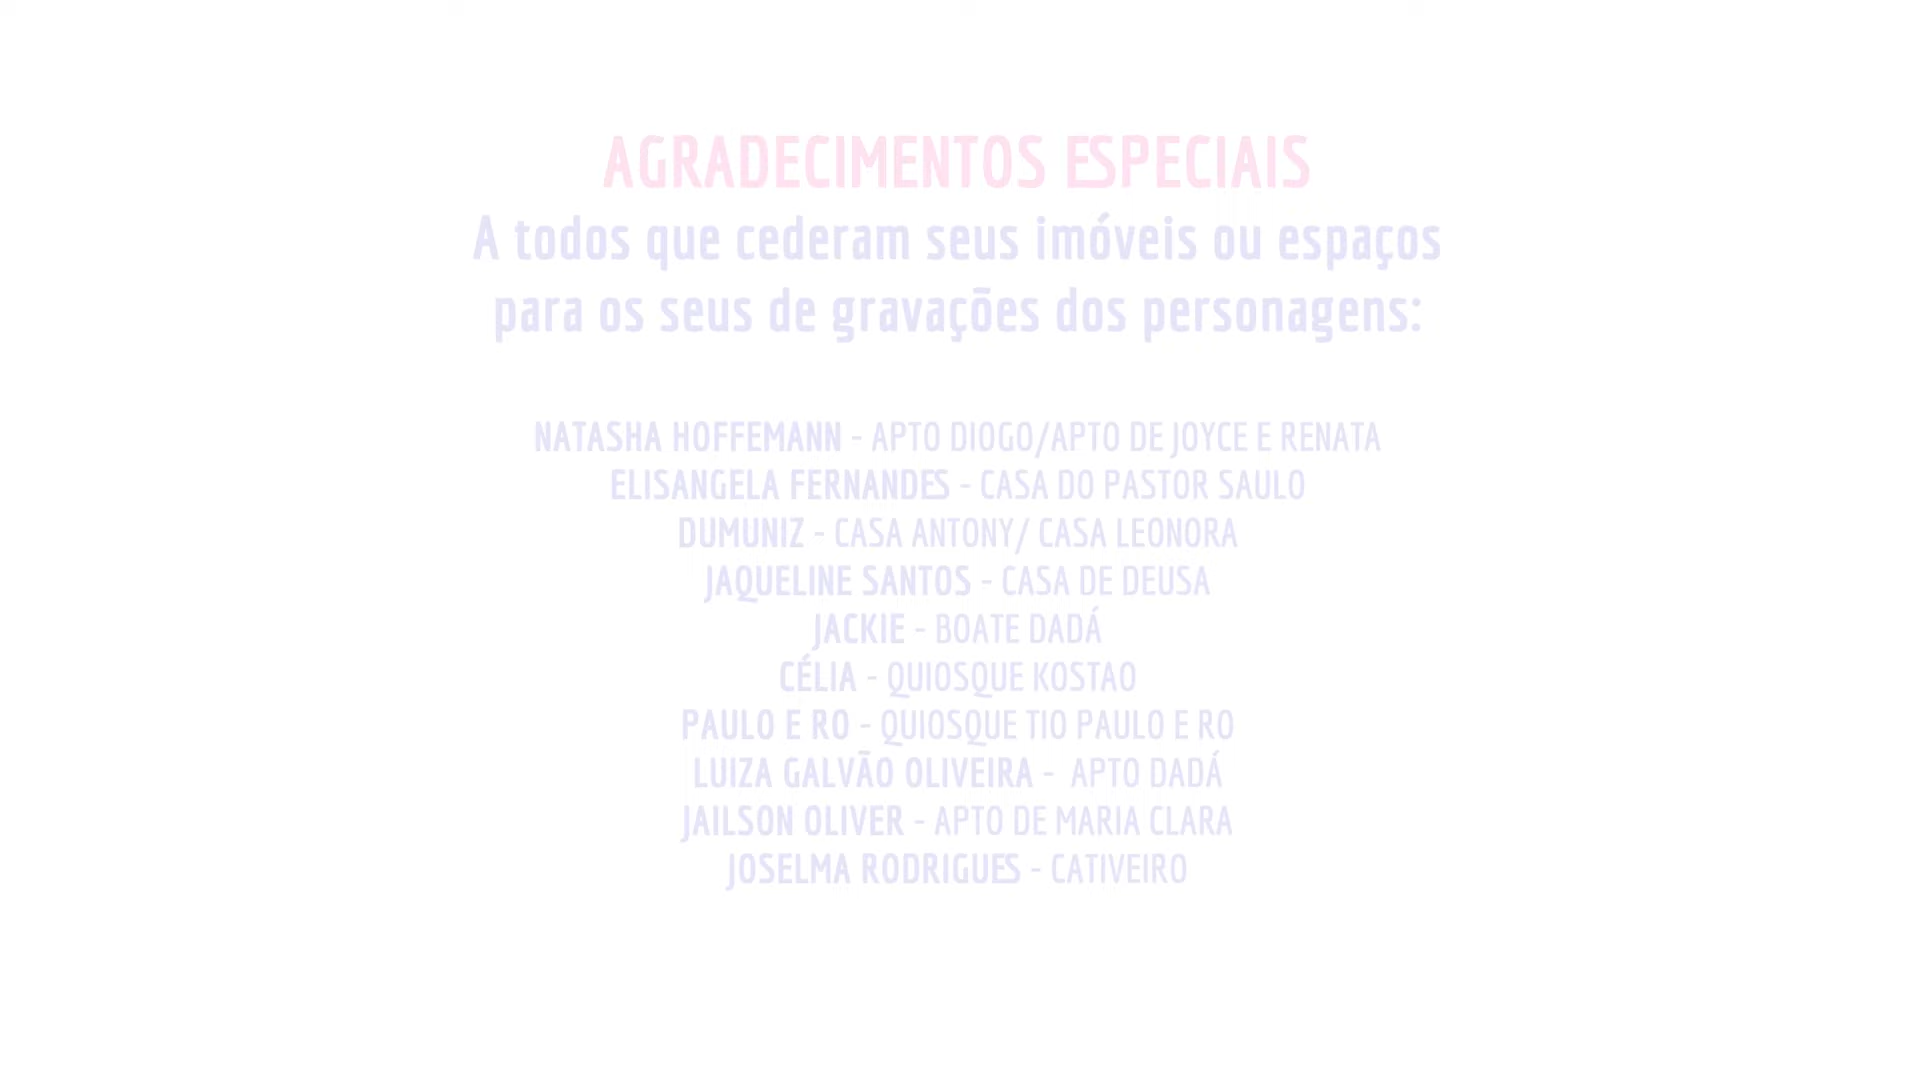 AGRADECIMENTOS ESPECIAIS
A todos que cederam seus imóveis ou espaços
para os seus de gravações dos personagens:
NATASHA HOFFEMANN - APTO DIOGO/APTO DE JOYCE E RENATA
ELISANGELA FERNANDES - CASA DO PASTOR SAULO
DUMUNIZ - CASA ANTONY/ CASA LEONORA
JAQUELINE SANTOS - CASA DE DEUSA
JACKIE - BOATE DADÁ
CÉLIA - QUIOSQUE KOSTAO
PAULO E RO - QUIOSQUE TIO PAULO E RO
LUIZA GALVÃO OLIVEIRA -  APTO DADÁ
JAILSON OLIVER - APTO DE MARIA CLARA
JOSELMA RODRIGUES - CATIVEIRO